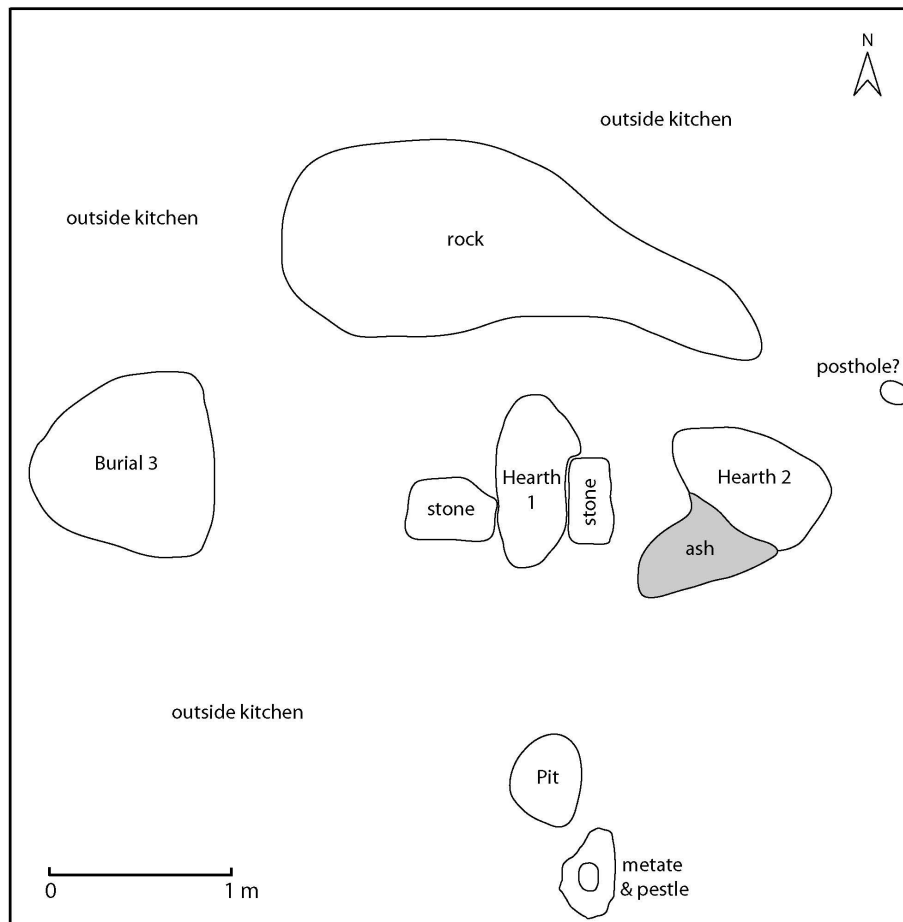 N
outside kitchen
outside kitchen
rock
posthole?
Burial 3
Hearth
1
Hearth 2
stone
stone
ash
outside kitchen
Pit
metate
& pestle
0 1 m